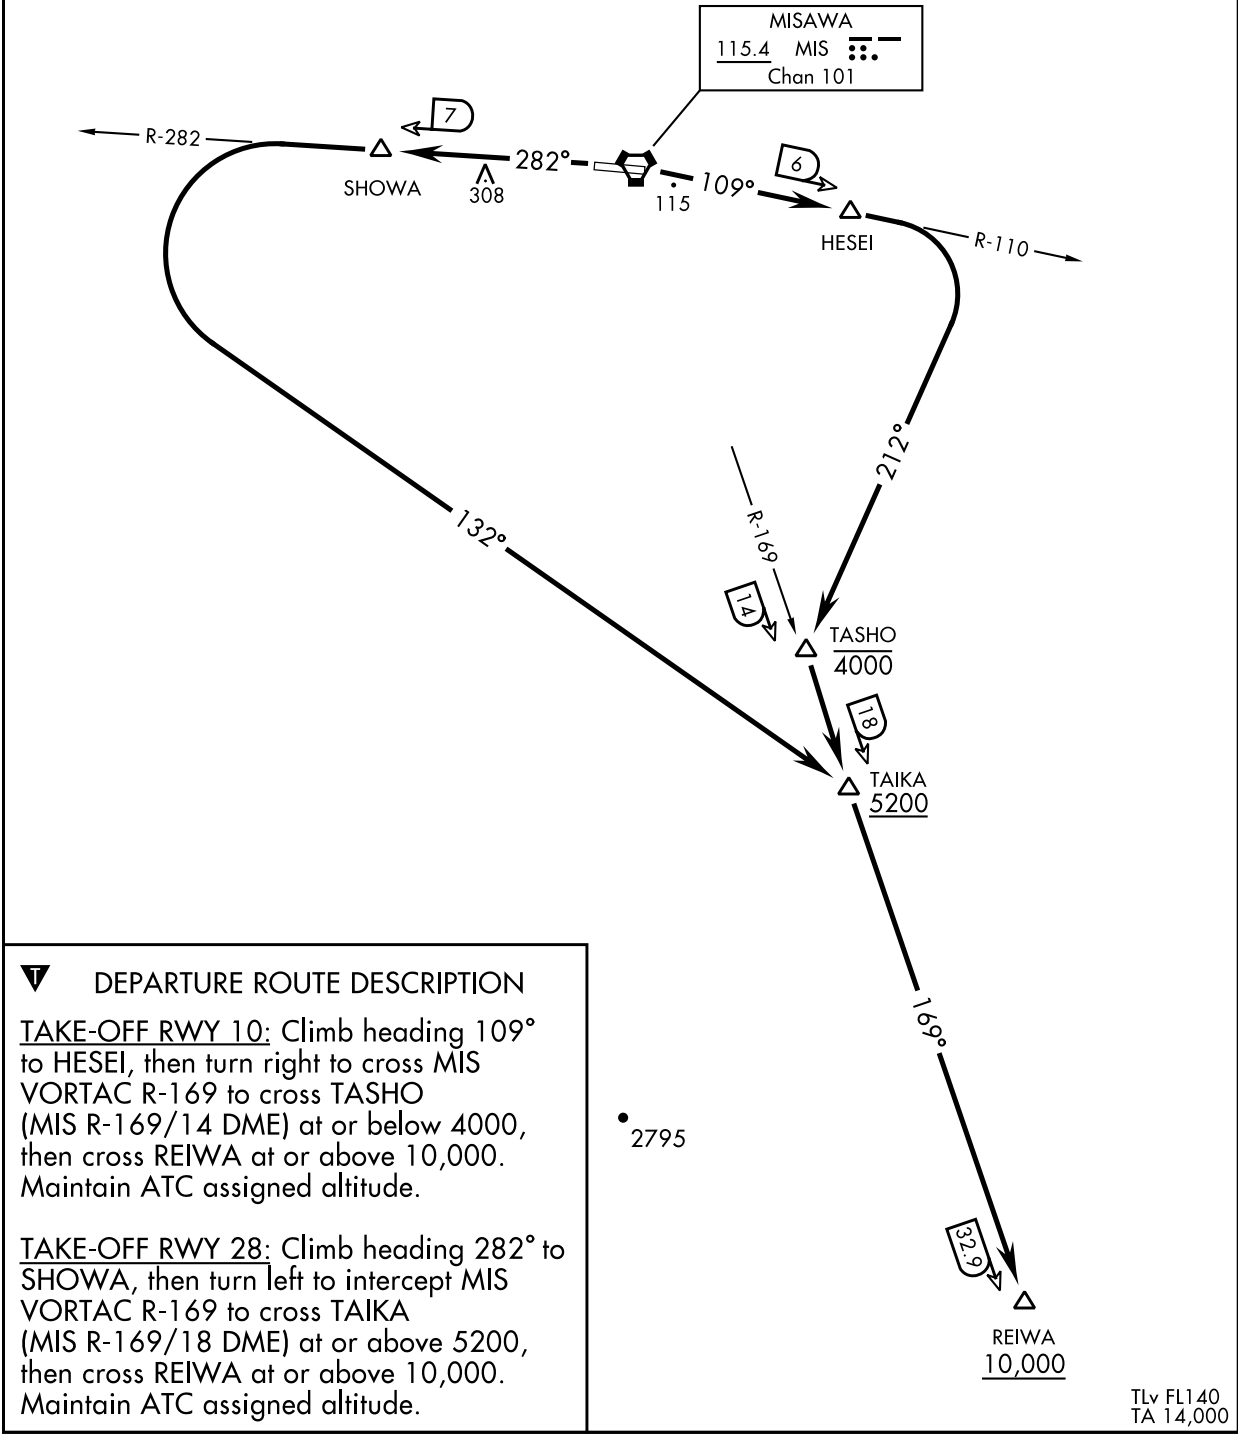 MISAWA
115.4 MIS
Chan 101
7
R-282
282°
6
109°
SHOWA
308
115
HESEI
R-110
212°
132°
R-169
14
TASHO
4000
18
TAIKA
5200
169°
T DEPARTURE ROUTE DESCRIPTION
TAKE-OFF RWY 10: Climb heading 109°
to HESEI, then turn right to cross MIS
VORTAC R-169 to cross TASHO
(MIS R-169/14 DME) at or below 4000,
then cross REIWA at or above 10,000.
Maintain ATC assigned altitude.
TAKE-OFF RWY 28: Climb heading 282° to
SHOWA, then turn left to intercept MIS
VORTAC R-169 to cross TAIKA
(MIS R-169/18 DME) at or above 5200,
then cross REIWA at or above 10,000.
Maintain ATC assigned altitude.
2795
32.9
REIWA
10,000
TLv FL140
TA 14,000